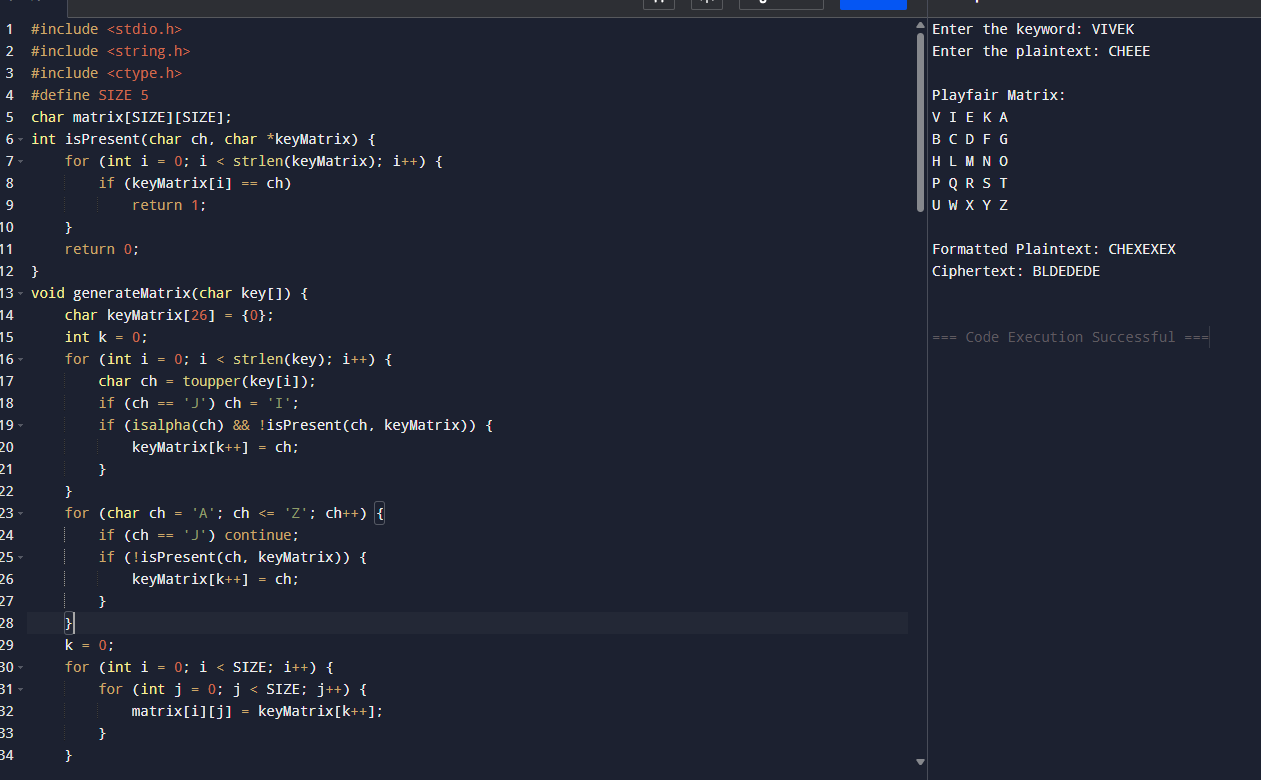 1 #include <stdio.h>
2 #include <string.h>
3 #include <ctype.h>
4 #define SIZE 5
5 char matrix[SIZE][SIZE];
6 int isPresent(char ch, char *keyMatrix) {
7 for (int i = 0; i < strlen(keyMatrix); i++) {
8 if (keyMatrix[i] == ch)
9 return 1;
10 }
11 return 0;
12 }
13 void generateMatrix(char key[]) {
14 char keyMatrix[26] = {0};
15 int k = 0;
16 for (int i = 0; i < strlen(key); i++) {
17 char ch = toupper(key[i]);
18 if (ch == 'J') ch = 'I';
19 if (isalpha(ch) && !isPresent(ch, keyMatrix)) {
20 keyMatrix[k++] = ch;
21 }
22 }
23 for (char ch = 'A'; ch <= 'Z'; ch++) {
24 if (ch == 'J') continue;
25 if (!isPresent(ch, keyMatrix)) {
26 keyMatrix[k++] = ch;
27 }
28 }
29 k = 0;
30 for (int i = 0; i < SIZE; i++) {
31 for (int j = 0; j < SIZE; j++) {
32 matrix[i][j] = keyMatrix[k++];
33 }
34 }
Enter the keyword: VIVEK
Enter the plaintext: CHEEE
Playfair Matrix:
V I E K A
B C D F G
H L M N O
P Q R S T
U W X Y Z
Formatted Plaintext: CHEXEXEX
Ciphertext: BLDEDEDE
=== Code Execution Successful ===